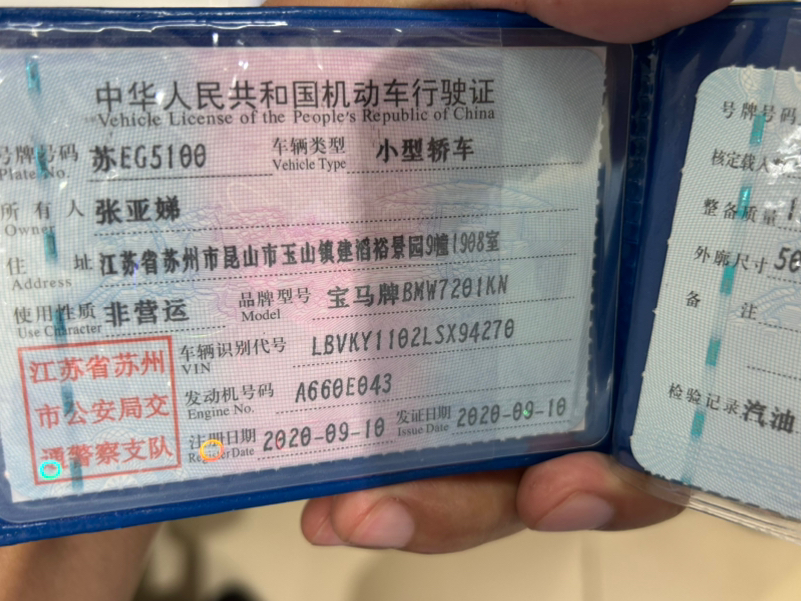 中华人民共和国机动车行驶证
Vehicle License of the People's Republic of China
号牌号码 苏EG5100 车辆类型 小型轿车
Plate No. Vehicle Type
所有人 张亚娣
Owner
住址 江苏省苏州市昆山市玉山镇建滔裕景园9幢1908室
Address
使用性质 非营运 品牌型号 宝马牌BMW7201KN
Use Character Model
车辆识别代号 LBVKY1102LSX94270
VIN
发动机号码 A660E043
Engine No.
注册日期 2020-09-10 发证日期 2020-09-10
Register Date Issue Date
江苏省苏州
市公安局交
通警察支队
号牌号码
核定载人
整备质量 1
外廓尺寸 50
备注
检验记录 汽油